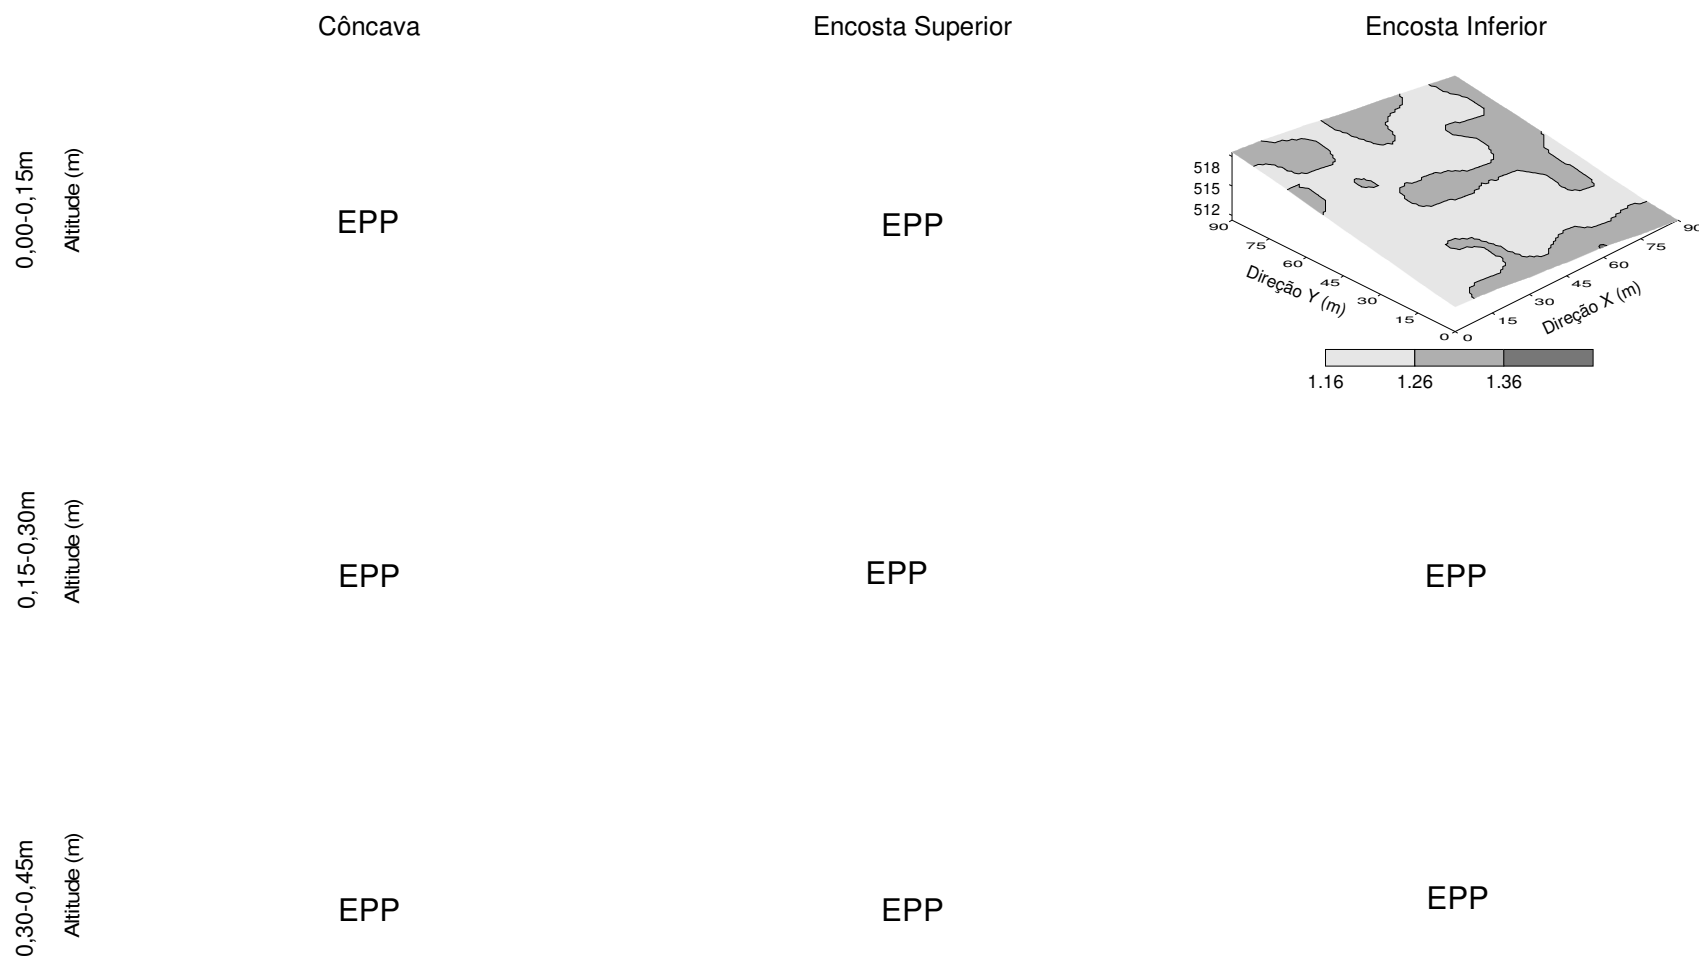 Côncava
Encosta Superior
Encosta Inferior
0,00-0,15m
Altitude (m)
EPP
EPP
518
515
512
90
75
60
45
30
15
0
Direção Y (m)
0
15
30
45
60
75
90
Direção X (m)
1.16 1.26 1.36
0,15-0,30m
Altitude (m)
EPP
EPP
EPP
0,30-0,45m
Altitude (m)
EPP
EPP
EPP